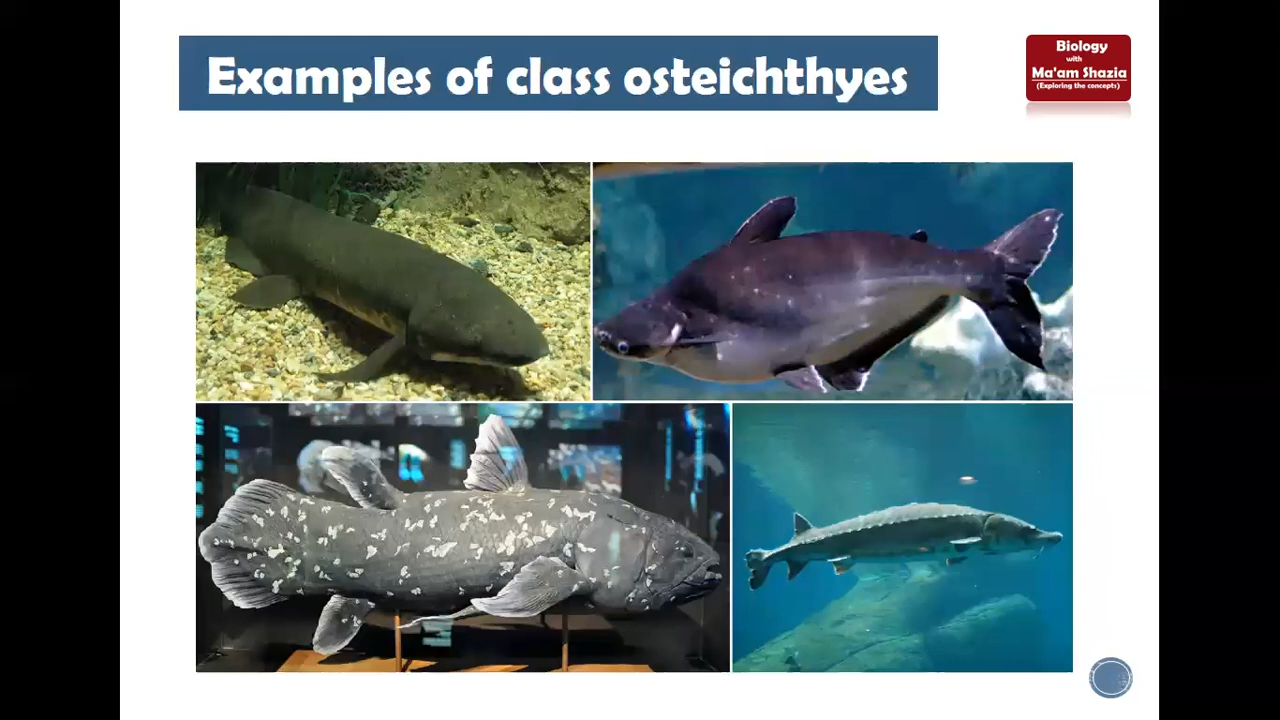 Examples of class osteichthyes
Biology
with
Ma'am Shazia
(Exploring the concepts)